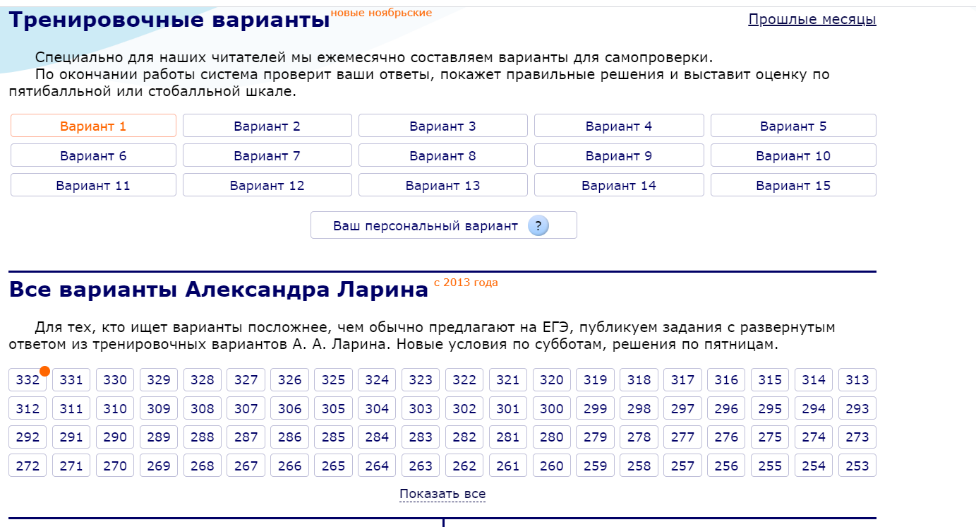 Тренировочные варианты новые ноябрьские Прошлые месяцы
Специально для наших читателей мы ежемесячно составляем варианты для самопроверки.
По окончании работы система проверит ваши ответы, покажет правильные решения и выставит оценку по
пятибалльной или стобалльной шкале.
Вариант 1 Вариант 2 Вариант 3 Вариант 4 Вариант 5
Вариант 6 Вариант 7 Вариант 8 Вариант 9 Вариант 10
Вариант 11 Вариант 12 Вариант 13 Вариант 14 Вариант 15
Ваш персональный вариант ?
Все варианты Александра Ларина с 2013 года
Для тех, кто ищет варианты посложнее, чем обычно предлагают на ЕГЭ, публикуем задания с развернутым
ответом из тренировочных вариантов А. А. Ларина. Новые условия по субботам, решения по пятницам.
332 331 330 329 328 327 326 325 324 323 322 321 320 319 318 317 316 315 314 313
312 311 310 309 308 307 306 305 304 303 302 301 300 299 298 297 296 295 294 293
292 291 290 289 288 287 286 285 284 283 282 281 280 279 278 277 276 275 274 273
272 271 270 269 268 267 266 265 264 263 262 261 260 259 258 257 256 255 254 253
Показать все